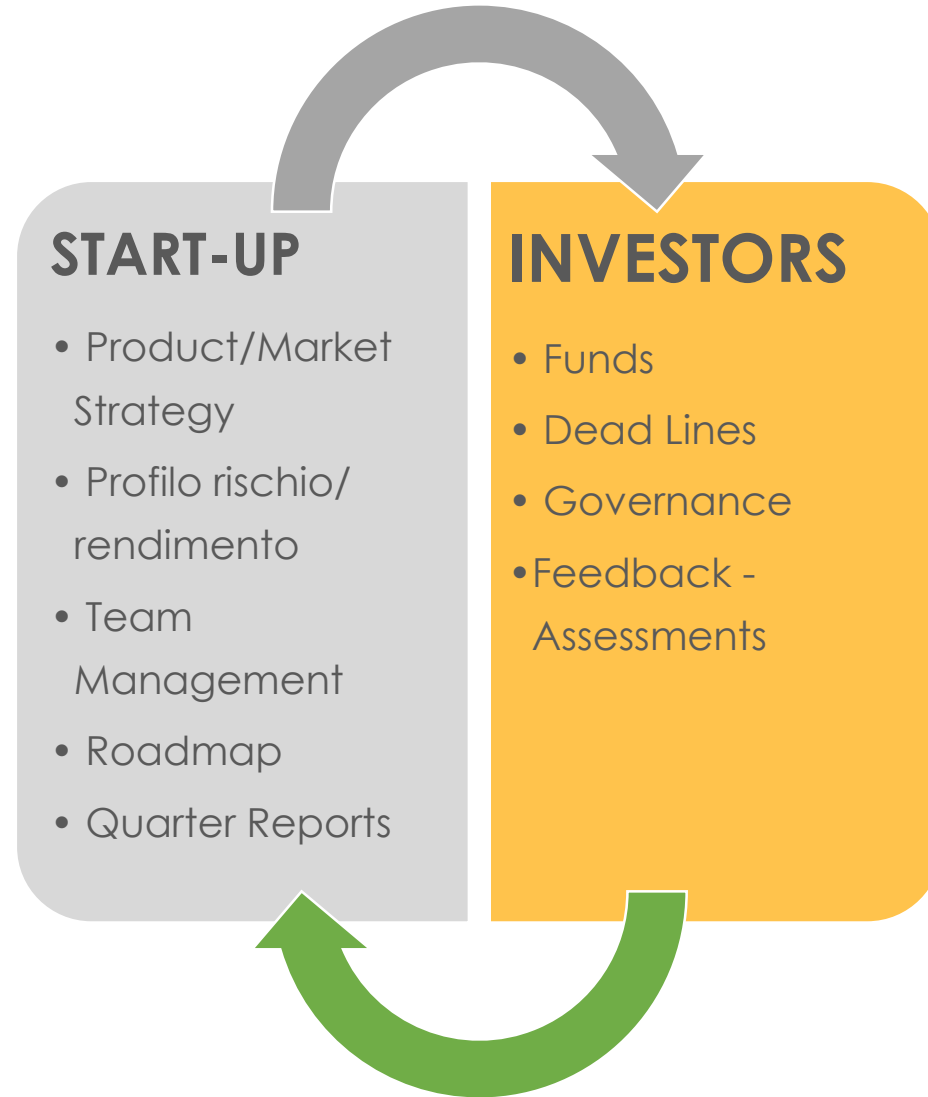 START-UP
• Product/Market
Strategy
• Profilo rischio/
rendimento
• Team
Management
• Roadmap
• Quarter Reports
INVESTORS
• Funds
• Dead Lines
• Governance
•Feedback -
Assessments